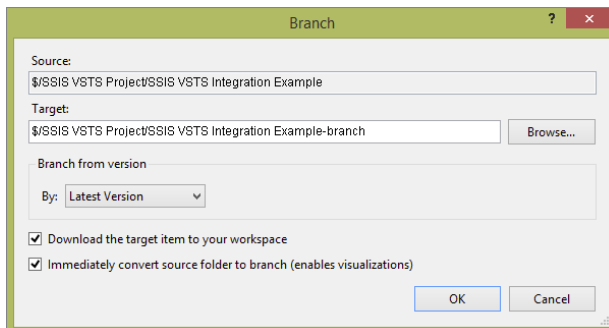 Branch
?
Source:
$/SSIS VSTS Project/SSIS VSTS Integration Example
Target:
$/SSIS VSTS Project/SSIS VSTS Integration Example-branch
Browse...
Branch from version
By: Latest Version
Download the target item to your workspace
Immediately convert source folder to branch (enables visualizations)
OK Cancel